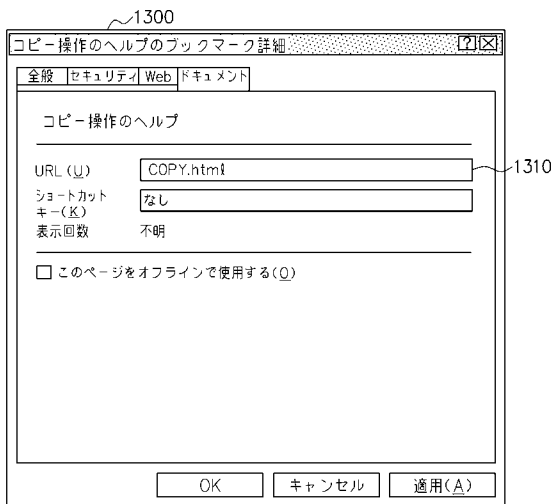 1300
コピー操作のヘルプのブックマーク詳細 ? ×
全般 セキュリティ Web ドキュメント
コピー操作のヘルプ
URL(U) COPY.html 1310
ショートカット
キー(K) なし
表示回数 不明
このページをオフラインで使用する(O)
OK キャンセル 適用(A)